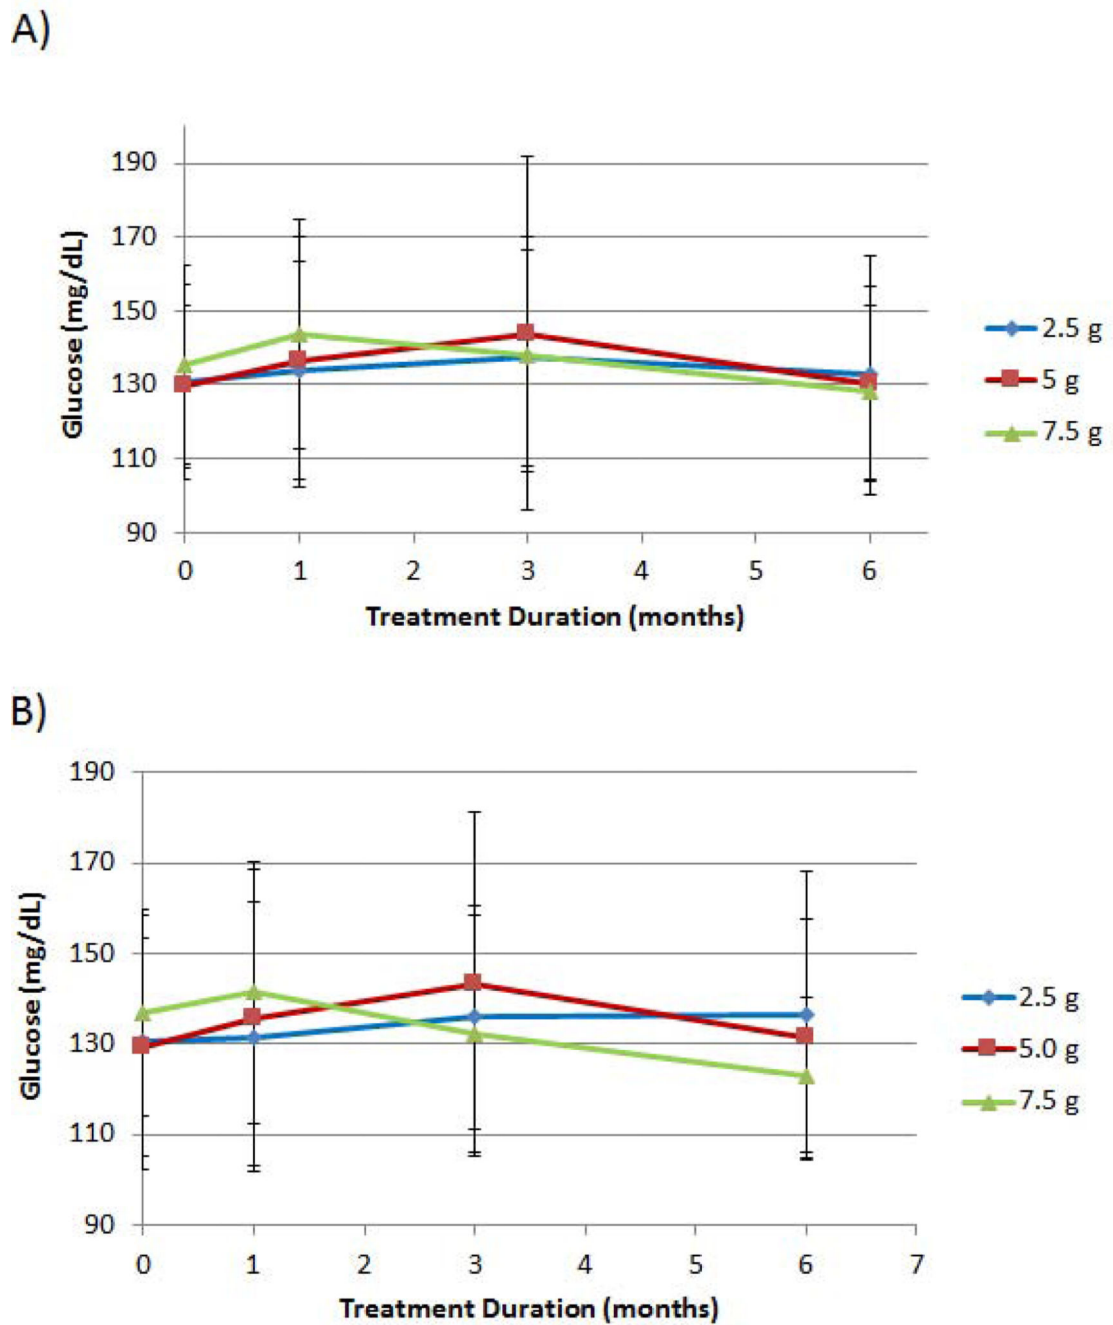 A)
190
170
150
130
110
90
Glucose (mg/dL)
0 1 2 3 4 5 6
Treatment Duration (months)
2.5 g
5 g
7.5 g
B)
190
170
150
130
110
90
Glucose (mg/dL)
0 1 2 3 4 5 6 7
Treatment Duration (months)
2.5 g
5.0 g
7.5 g